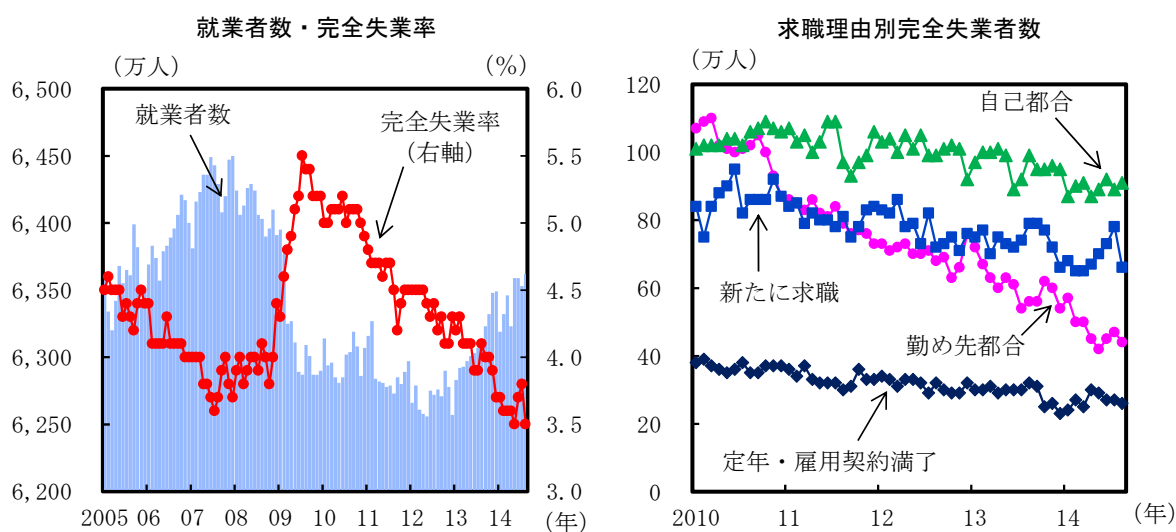 就業者数・完全失業率
（万人）
（%）
6,500
6,450
6,400
6,350
6,300
6,250
6,200
6.0
5.5
5.0
4.5
4.0
3.5
3.0
就業者数
完全失業率
（右軸）
2005 06 07 08 09 10 11 12 13 14
（年）
求職理由別完全失業者数
（万人）
120
100
80
60
40
20
0
自己都合
新たに求職
勤め先都合
定年・雇用契約満了
2010 11 12 13 14
（年）